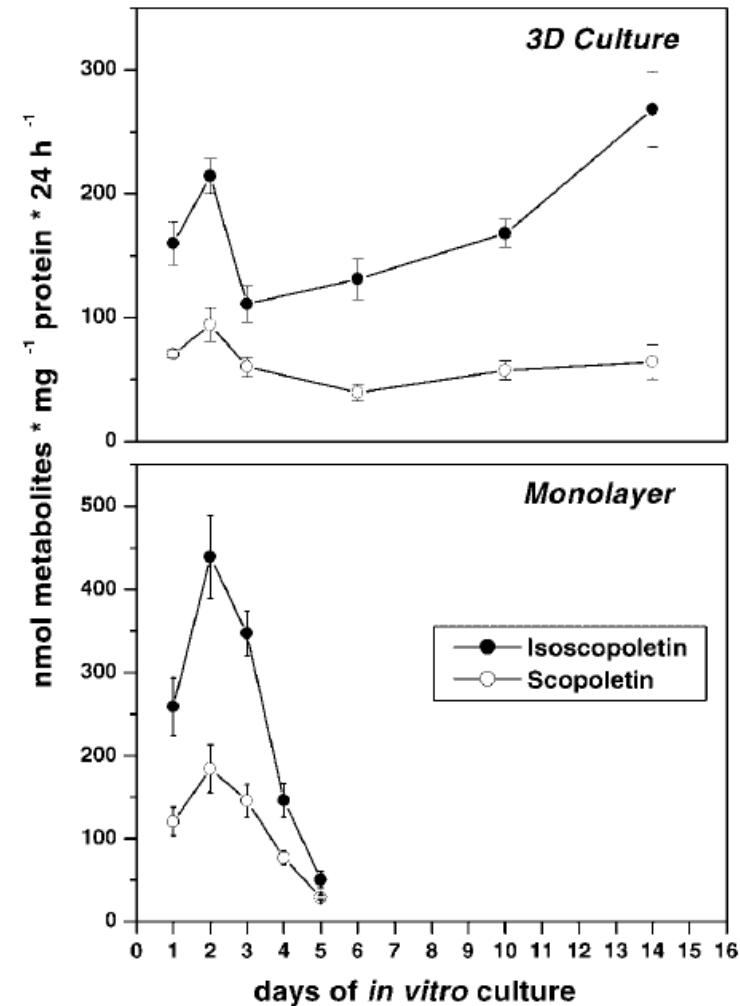 3D Culture
300
200
100
0
nmol metabolites * mg ⁻¹ protein * 24 h ⁻¹
Monolayer
500
400
300
200
100
0
Isoscopoletin
Scopoletin
0 1 2 3 4 5 6 7 8 9 10 11 12 13 14 15 16
days of in vitro culture